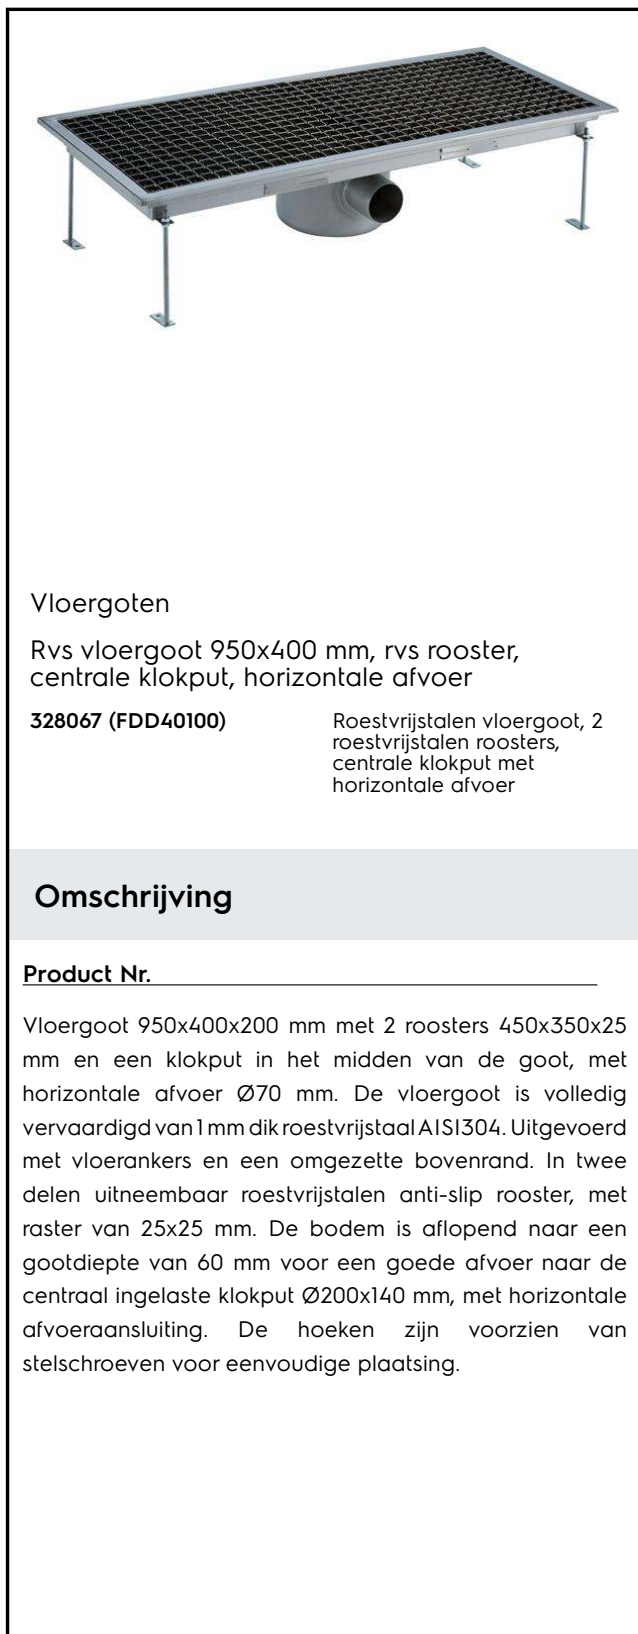 Vloergoten
Rvs vloergoot 950x400 mm, rvs rooster,
centrale klokput, horizontale afvoer
328067 (FDD40100)
Roestvrijstalen vloergoot, 2
roestvrijstalen roosters,
centrale klokput met
horizontale afvoer
Omschrijving
Product Nr.
Vloergoot 950x400x200 mm met 2 roosters 450x350x25
mm en een klokput in het midden van de goot, met
horizontale afvoer Ø70 mm. De vloergoot is volledig
vervaardigd van 1 mm dik roestvrijstaal AISI304. Uitgevoerd
met vloerankers en een omgezette bovenrand. In twee
delen uitneembaar roestvrijstalen anti-slip rooster, met
raster van 25x25 mm. De bodem is aflopend naar een
gootdiepte van 60 mm voor een goede afvoer naar de
centraal ingelaste klokput Ø200x140 mm, met horizontale
afvoeraansluiting. De hoeken zijn voorzien van
stelschroeven voor eenvoudige plaatsing.